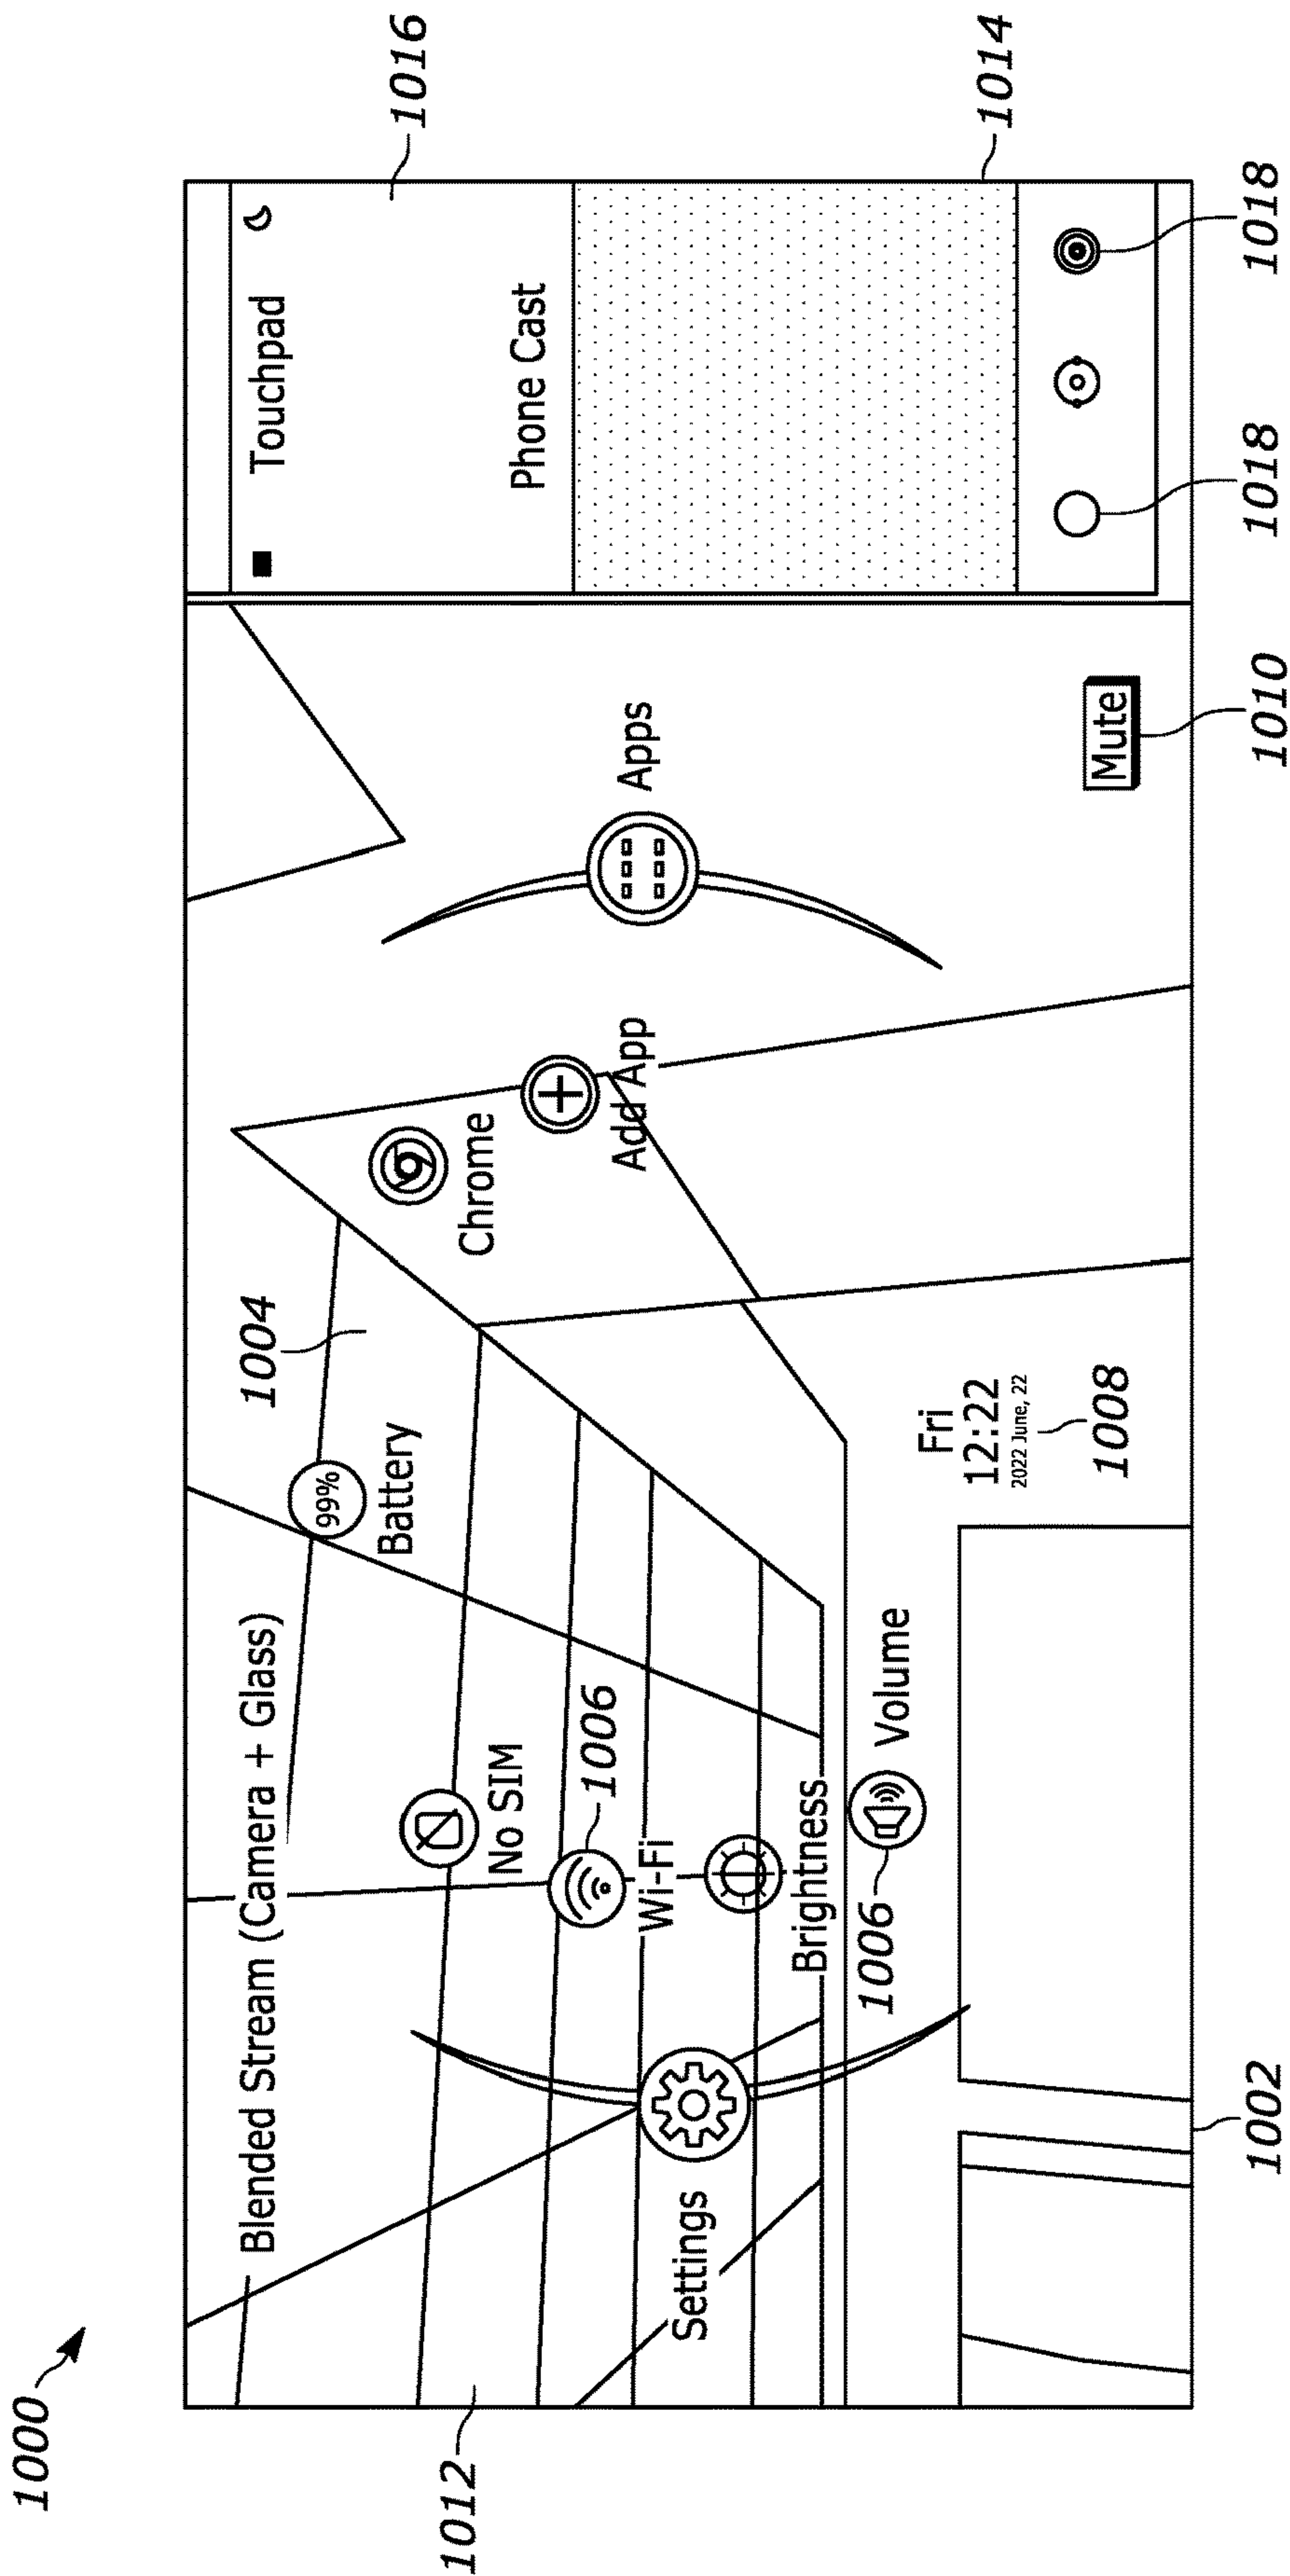 1000
Blended Stream (Camera + Glass)
Touchpad
1016
1004
99%
Battery
1012
No SIM
Chrome
Phone Cast
1006
Wi-Fi
Add App
Apps
Settings
Brightness
1006
Volume
Fri
12:22
2022 June, 22
1008
1014
Mute
1002
1010
1018
1018